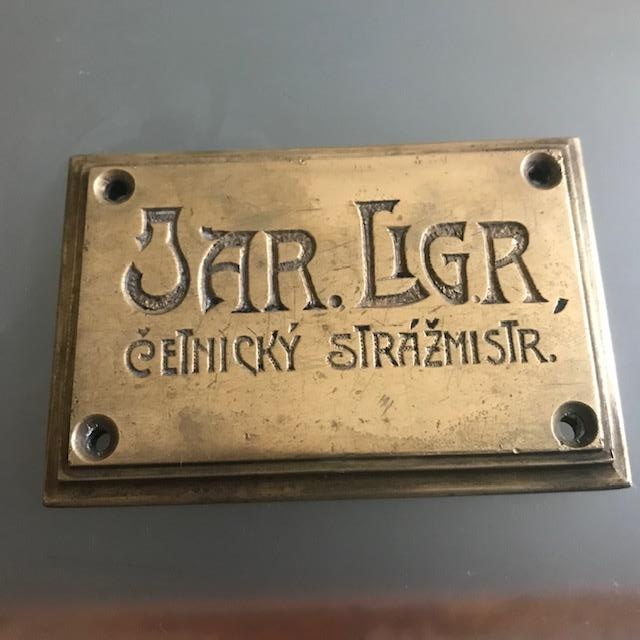 JAR. LIGR,
ČETNICKÝ STRÁŽMISTR.